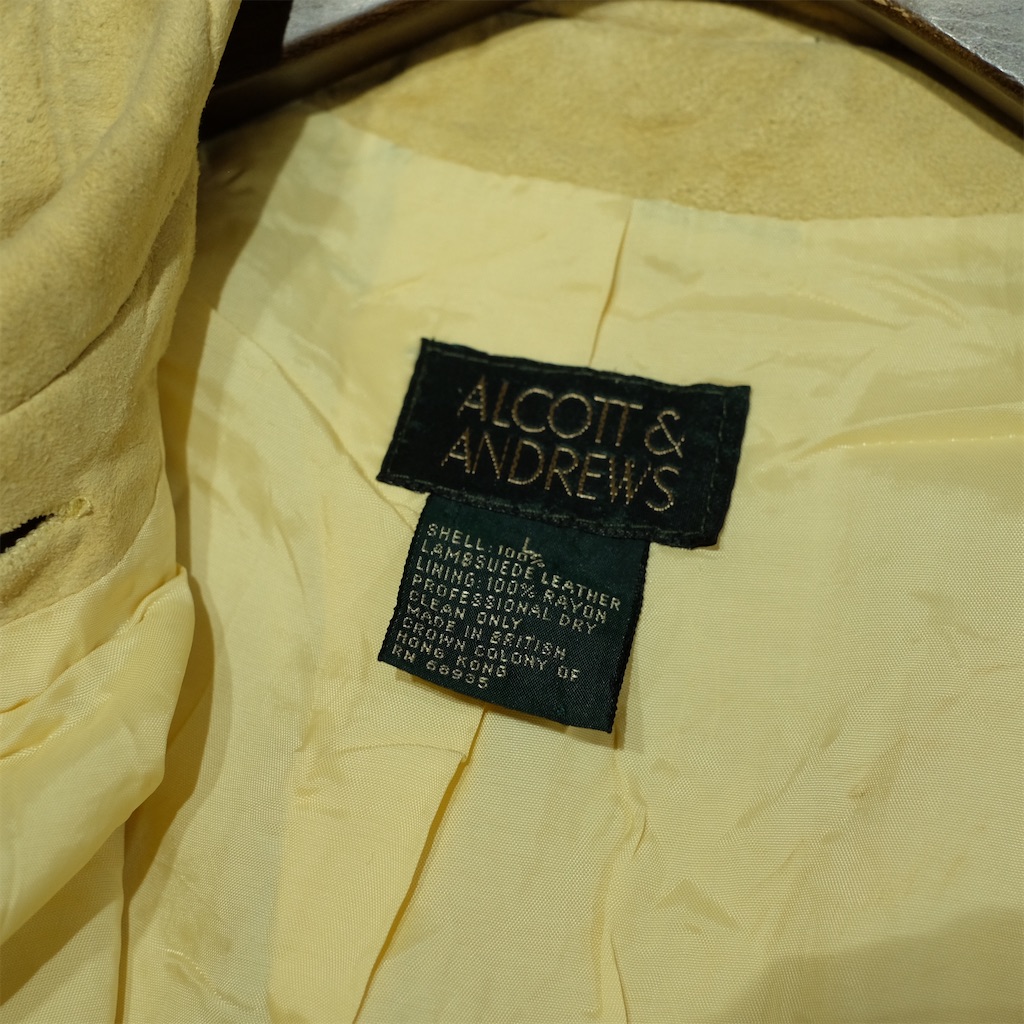 ALCOTT &
ANDREWS
L
SHELL: 100%
LAMBSUEDE LEATHER
LINING: 100% RAYON
PROFESSIONAL DRY
CLEAN ONLY
MADE IN BRITISH
CROWN COLONY OF
HONG KONG
RN 68935